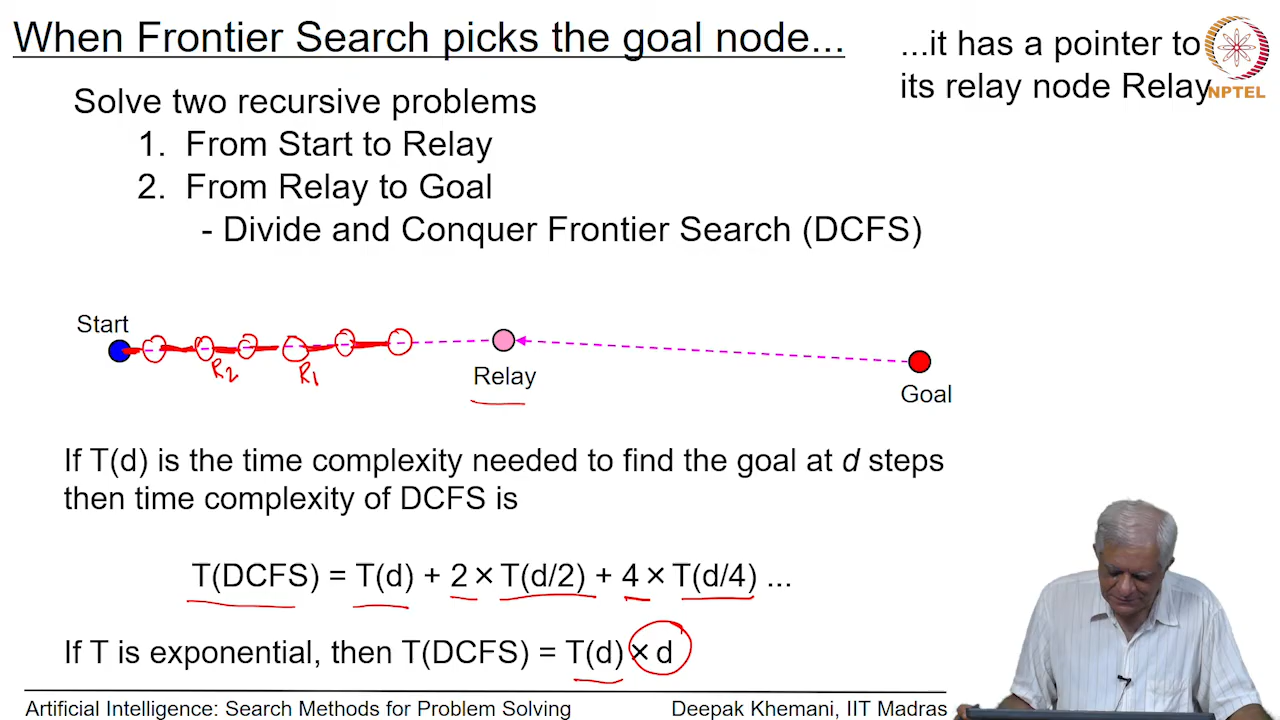 When Frontier Search picks the goal node...
...it has a pointer to
its relay node Relay
NPTEL
Solve two recursive problems
1. From Start to Relay
2. From Relay to Goal
- Divide and Conquer Frontier Search (DCFS)
Start
R2
R1
Relay
Goal
If T(d) is the time complexity needed to find the goal at d steps
then time complexity of DCFS is
T(DCFS) = T(d) + 2 × T(d/2) + 4 × T(d/4) ...
If T is exponential, then T(DCFS) = T(d) × d
Artificial Intelligence: Search Methods for Problem Solving
Deepak Khemani, IIT Madras